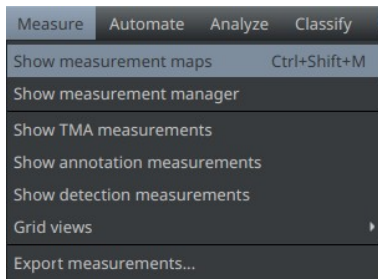 Measure Automate Analyze Classify
Show measurement maps Ctrl+Shift+M
Show measurement manager
Show TMA measurements
Show annotation measurements
Show detection measurements
Grid views
Export measurements...